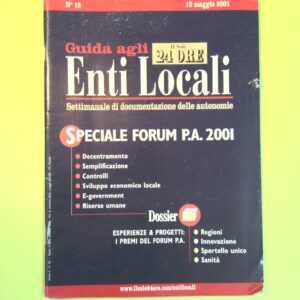 N° 18
12 maggio 2001
Guida agli
Il Sole
24 ORE
Enti Locali
Settimanale di documentazione delle autonomie
SPECIALE FORUM P.A. 2001
Decentramento
Semplificazione
Controlli
Sviluppo economico locale
E-government
Risorse umane
Dossier
ESPERIENZE & PROGETTI:
I PREMI DEL FORUM P.A.
Regioni
Innovazione
Sportello unico
Sanità
www.ilsole24ore.com/entilocali